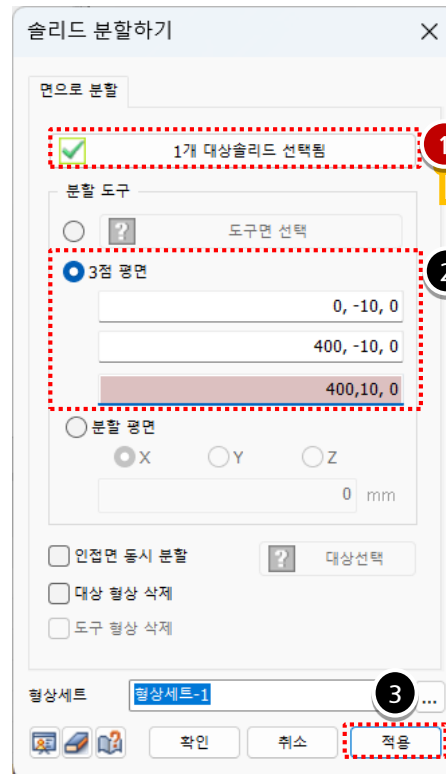 솔리드 분할하기
면으로 분할
1개 대상솔리드 선택됨
1
분할 도구
? 도구면 선택
3점 평면
2
0, -10, 0
400, -10, 0
400,10, 0
분할 평면
X Y Z
0 mm
인접면 동시 분할 ? 대상선택
대상 형상 삭제
도구 형상 삭제
형상세트 형상세트-1 3 ...
확인 취소 적용